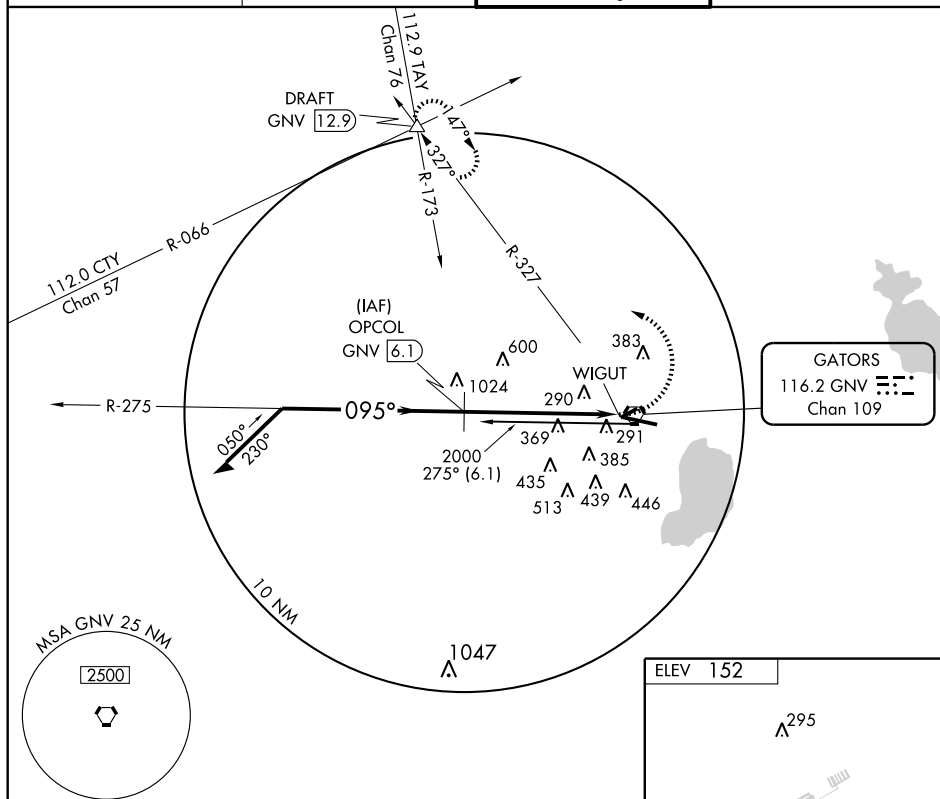 112.9 TAY
Chan 76
DRAFT
GNV 12.9
147°
327°
R-173
R-066
112.0 CTY
Chan 57
R-327
(IAF)
OPCOL
GNV 6.1
600
383
1024
WIGUT
290
GATORS
116.2 GNV
Chan 109
R-275
095°
050°
230°
2000
275° (6.1)
369
291
385
435
513
439
446
10 NM
1047
MSA GNV 25 NM
2500
ELEV 152
295